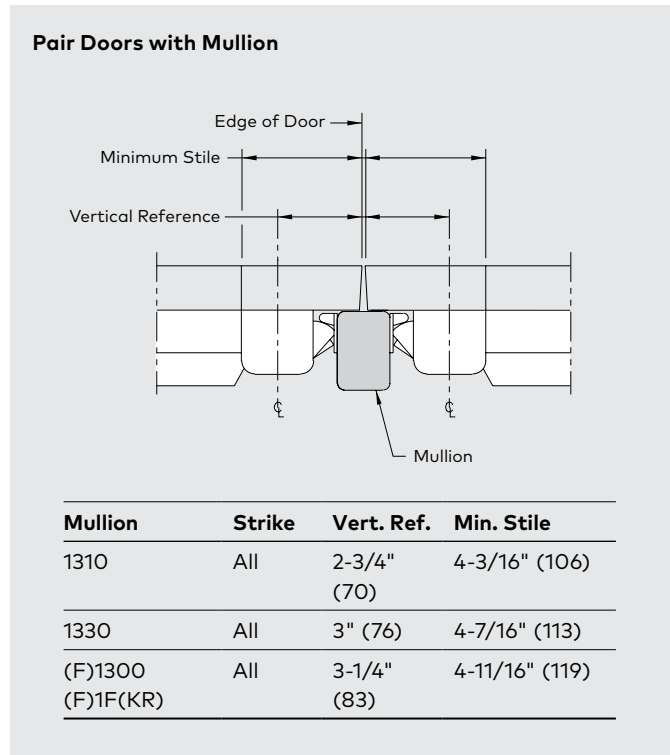 Pair Doors with Mullion
Edge of Door
Minimum Stile
Vertical Reference
℄ ℄
Mullion
Mullion Strike Vert. Ref. Min. Stile
1310 All 2-3/4" 4-3/16" (106)
(70)
1330 All 3" (76) 4-7/16" (113)
(F)1300 All 3-1/4" 4-11/16" (119)
(F)1F(KR) (83)